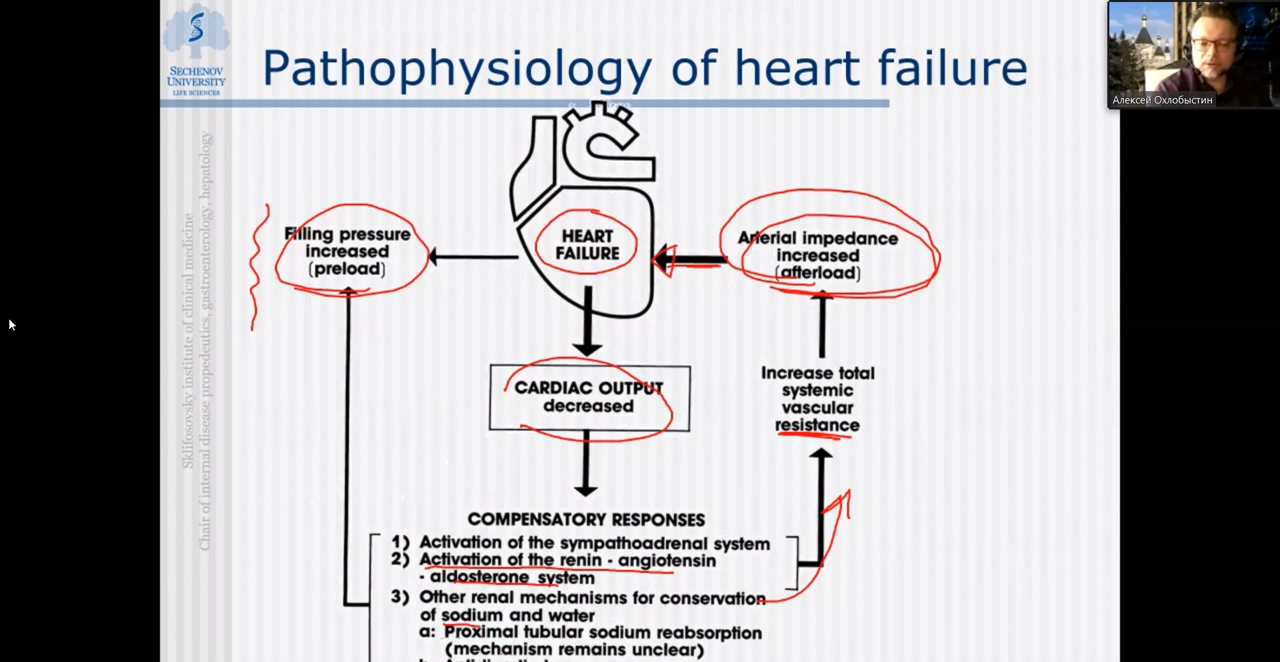 SECHENOV
UNIVERSITY
LIFE SCIENCES
Pathophysiology of heart failure
Алексей Охлобыстин
Sklifosovsky institute of clinical medicine
Chair of internal disease propedeutics, gastroenterology, hepatology
Filling pressure
increased
(preload)
HEART
FAILURE
Arterial impedance
increased
(afterload)
CARDIAC OUTPUT
decreased
Increase total
systemic
vascular
resistance
COMPENSATORY RESPONSES
1) Activation of the sympathoadrenal system
2) Activation of the renin - angiotensin
- aldosterone system
3) Other renal mechanisms for conservation
of sodium and water
a: Proximal tubular sodium reabsorption
(mechanism remains unclear)